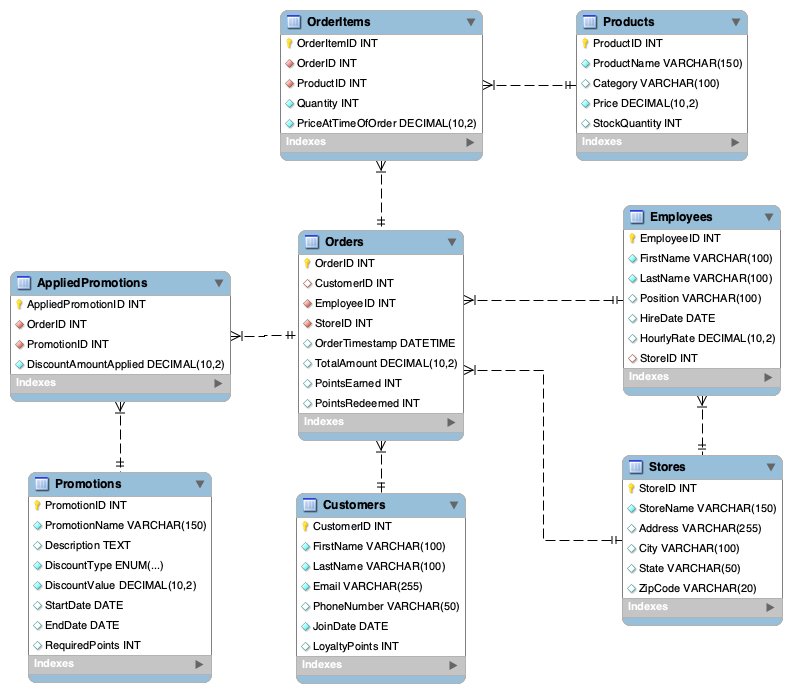 OrderItems
OrderItemID INT
OrderID INT
ProductID INT
Quantity INT
PriceAtTimeOfOrder DECIMAL(10,2)
Indexes
Products
ProductID INT
ProductName VARCHAR(150)
Category VARCHAR(100)
Price DECIMAL(10,2)
StockQuantity INT
Indexes
Orders
OrderID INT
CustomerID INT
EmployeeID INT
StoreID INT
OrderTimestamp DATETIME
TotalAmount DECIMAL(10,2)
PointsEarned INT
PointsRedeemed INT
Indexes
Employees
EmployeeID INT
FirstName VARCHAR(100)
LastName VARCHAR(100)
Position VARCHAR(100)
HireDate DATE
HourlyRate DECIMAL(10,2)
StoreID INT
Indexes
AppliedPromotions
AppliedPromotionID INT
OrderID INT
PromotionID INT
DiscountAmountApplied DECIMAL(10,2)
Indexes
Promotions
PromotionID INT
PromotionName VARCHAR(150)
Description TEXT
DiscountType ENUM(...)
DiscountValue DECIMAL(10,2)
StartDate DATE
EndDate DATE
RequiredPoints INT
Indexes
Customers
CustomerID INT
FirstName VARCHAR(100)
LastName VARCHAR(100)
Email VARCHAR(255)
PhoneNumber VARCHAR(50)
JoinDate DATE
LoyaltyPoints INT
Indexes
Stores
StoreID INT
StoreName VARCHAR(150)
Address VARCHAR(255)
City VARCHAR(100)
State VARCHAR(50)
ZipCode VARCHAR(20)
Indexes